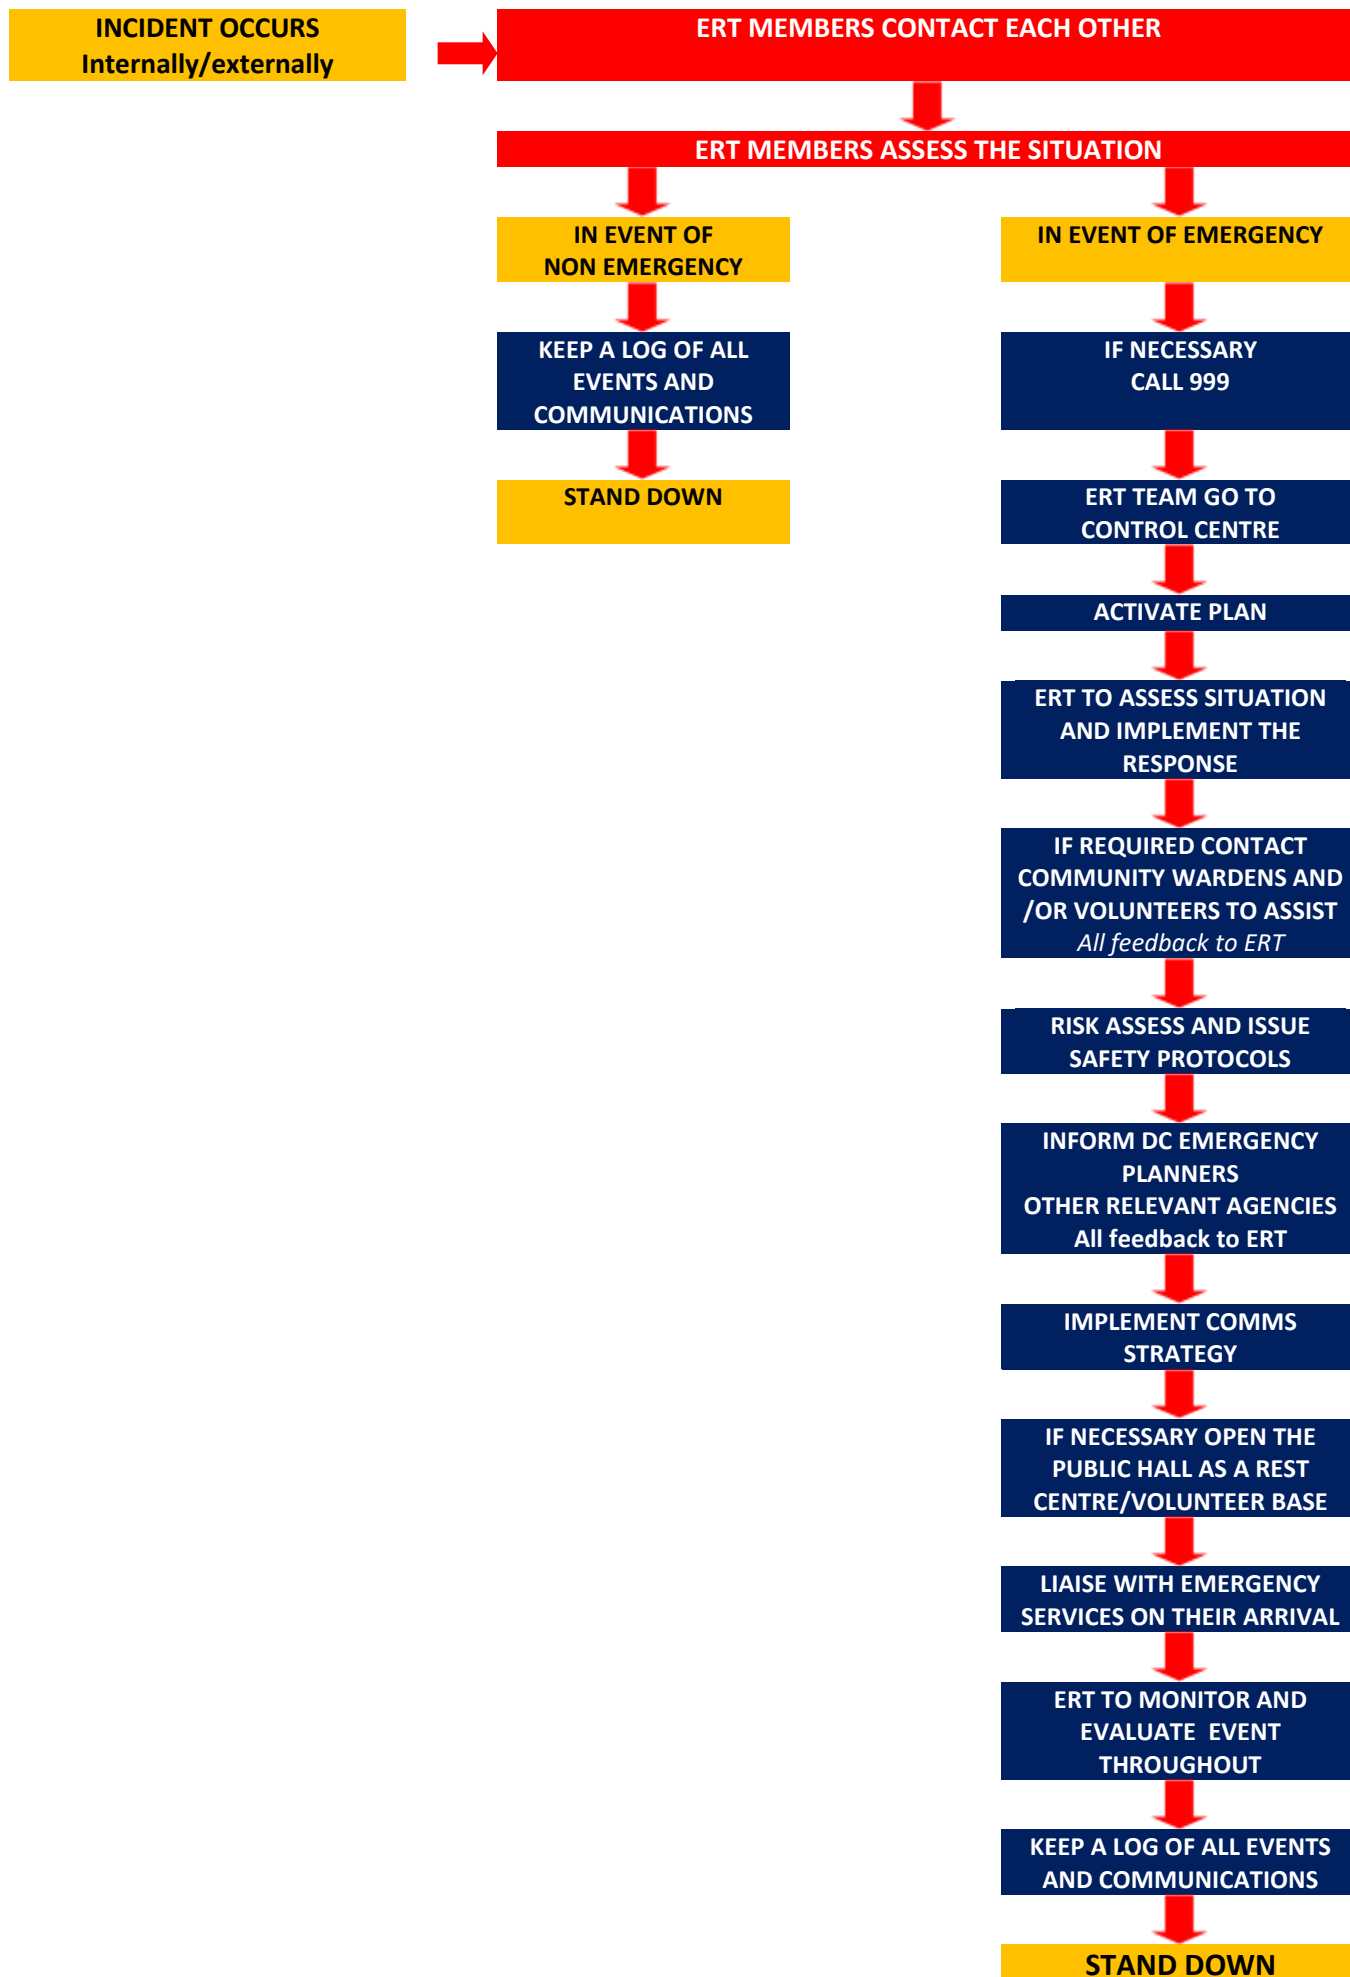 INCIDENT OCCURS
Internally/externally
ERT MEMBERS CONTACT EACH OTHER
ERT MEMBERS ASSESS THE SITUATION
IN EVENT OF
NON EMERGENCY
KEEP A LOG OF ALL
EVENTS AND
COMMUNICATIONS
STAND DOWN
IN EVENT OF EMERGENCY
IF NECESSARY
CALL 999
ERT TEAM GO TO
CONTROL CENTRE
ACTIVATE PLAN
ERT TO ASSESS SITUATION
AND IMPLEMENT THE
RESPONSE
IF REQUIRED CONTACT
COMMUNITY WARDENS AND
/OR VOLUNTEERS TO ASSIST
All feedback to ERT
RISK ASSESS AND ISSUE
SAFETY PROTOCOLS
INFORM DC EMERGENCY
PLANNERS
OTHER RELEVANT AGENCIES
All feedback to ERT
IMPLEMENT COMMS
STRATEGY
IF NECESSARY OPEN THE
PUBLIC HALL AS A REST
CENTRE/VOLUNTEER BASE
LIAISE WITH EMERGENCY
SERVICES ON THEIR ARRIVAL
ERT TO MONITOR AND
EVALUATE  EVENT
THROUGHOUT
KEEP A LOG OF ALL EVENTS
AND COMMUNICATIONS
STAND DOWN